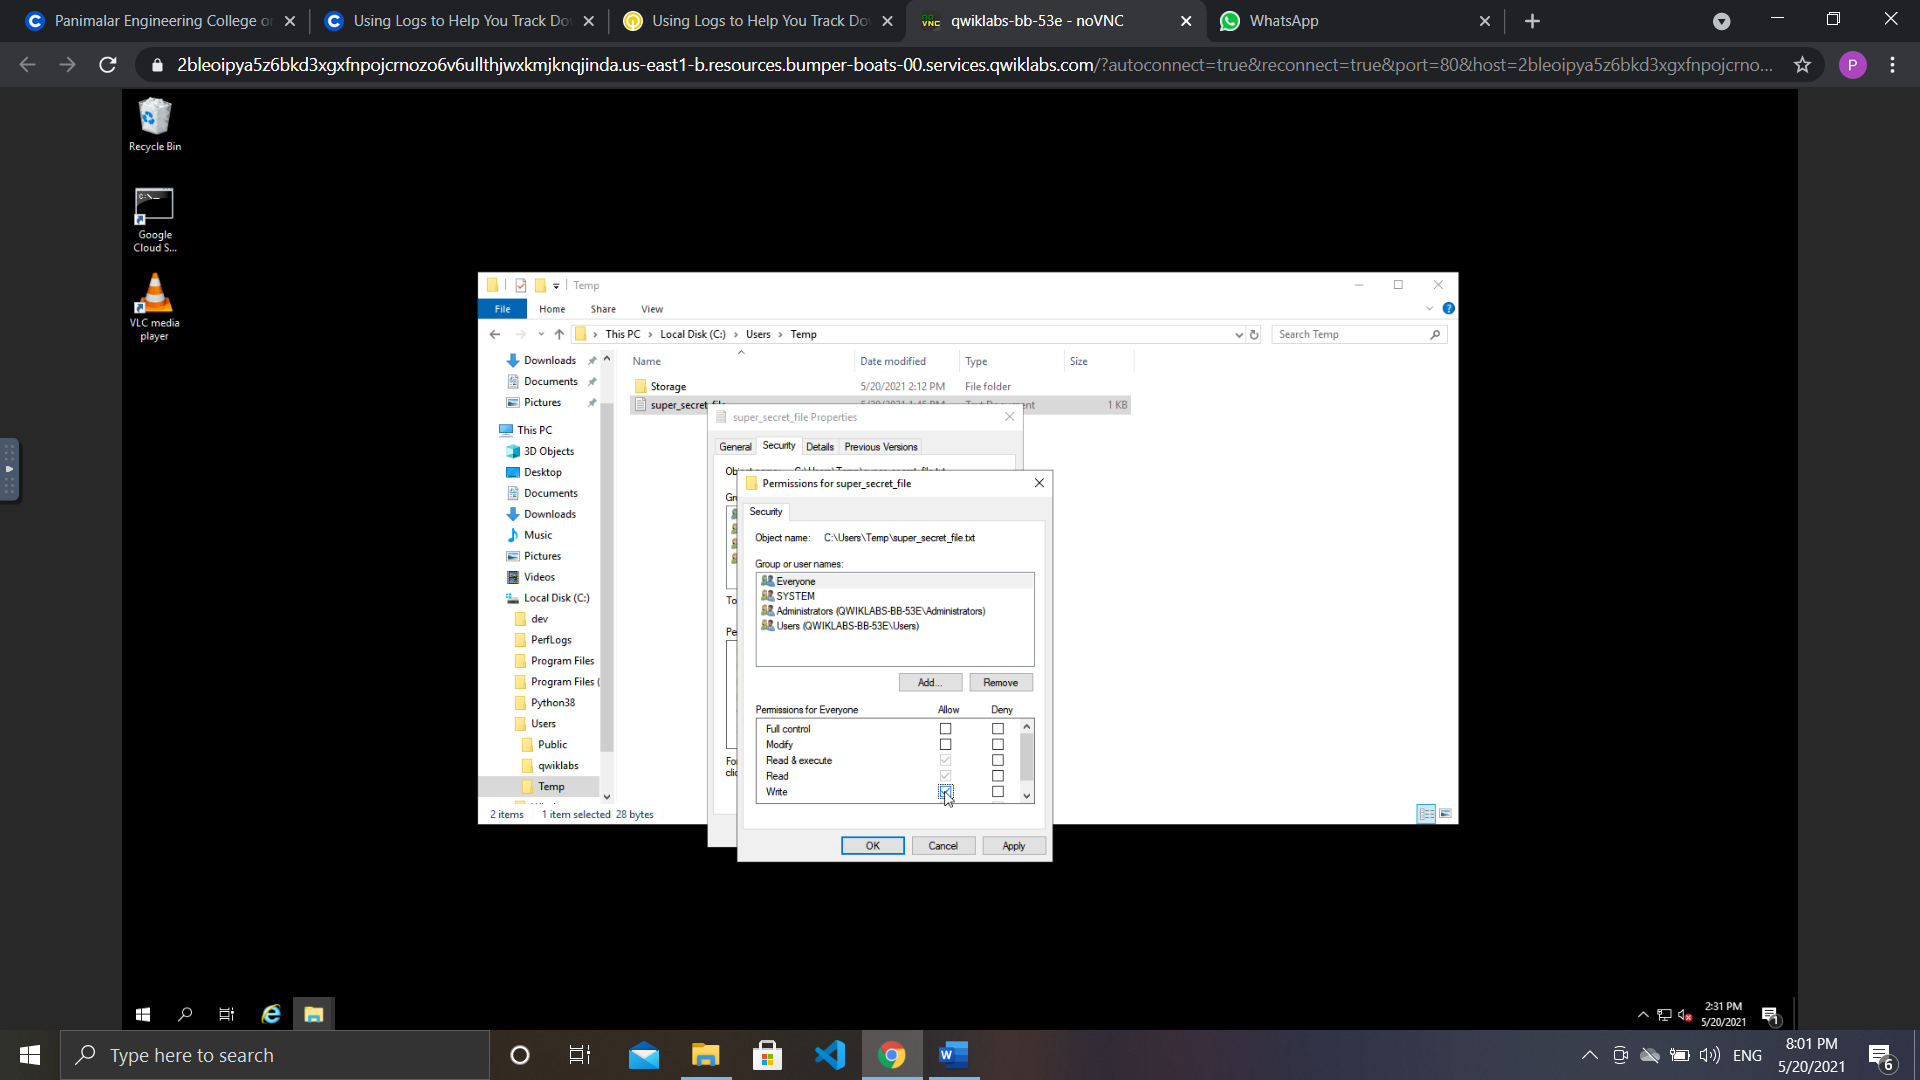 Panimalar Engineering College or
Using Logs to Help You Track Do
Using Logs to Help You Track Do
qwiklabs-bb-53e - noVNC
WhatsApp
2bleoipya5z6bkd3xgxfnpojcrnozo6v6ullthjwxkmjknqjinda.us-east1-b.resources.bumper-boats-00.services.qwiklabs.com/?autoconnect=true&reconnect=true&port=80&host=2bleoipya5z6bkd3xgxfnpojcrno...
P
Recycle Bin
Google
Cloud S...
VLC media
player
Temp
File Home Share View
This PC > Local Disk (C:) > Users > Temp
Search Temp
Downloads
Documents
Pictures
This PC
3D Objects
Desktop
Documents
Downloads
Music
Pictures
Videos
Local Disk (C:)
dev
PerfLogs
Program Files
Program Files (
Python38
Users
Public
qwiklabs
Temp
Name Date modified Type Size
Storage 5/20/2021 2:12 PM File folder
1 KB
super_secret_file Properties
General Security Details Previous Versions
Permissions for super_secret_file
Security
Object name: C:\Users\Temp\super_secret_file.txt
Group or user names:
Everyone
SYSTEM
Administrators (QWIKLABS-BB-53E\Administrators)
Users (QWIKLABS-BB-53E\Users)
Add... Remove
Permissions for Everyone Allow Deny
Full control
Modify
Read & execute
Read
Write
OK Cancel Apply
2 items 1 item selected 28 bytes
2:31 PM
5/20/2021
1
Type here to search
ENG
8:01 PM
5/20/2021
6